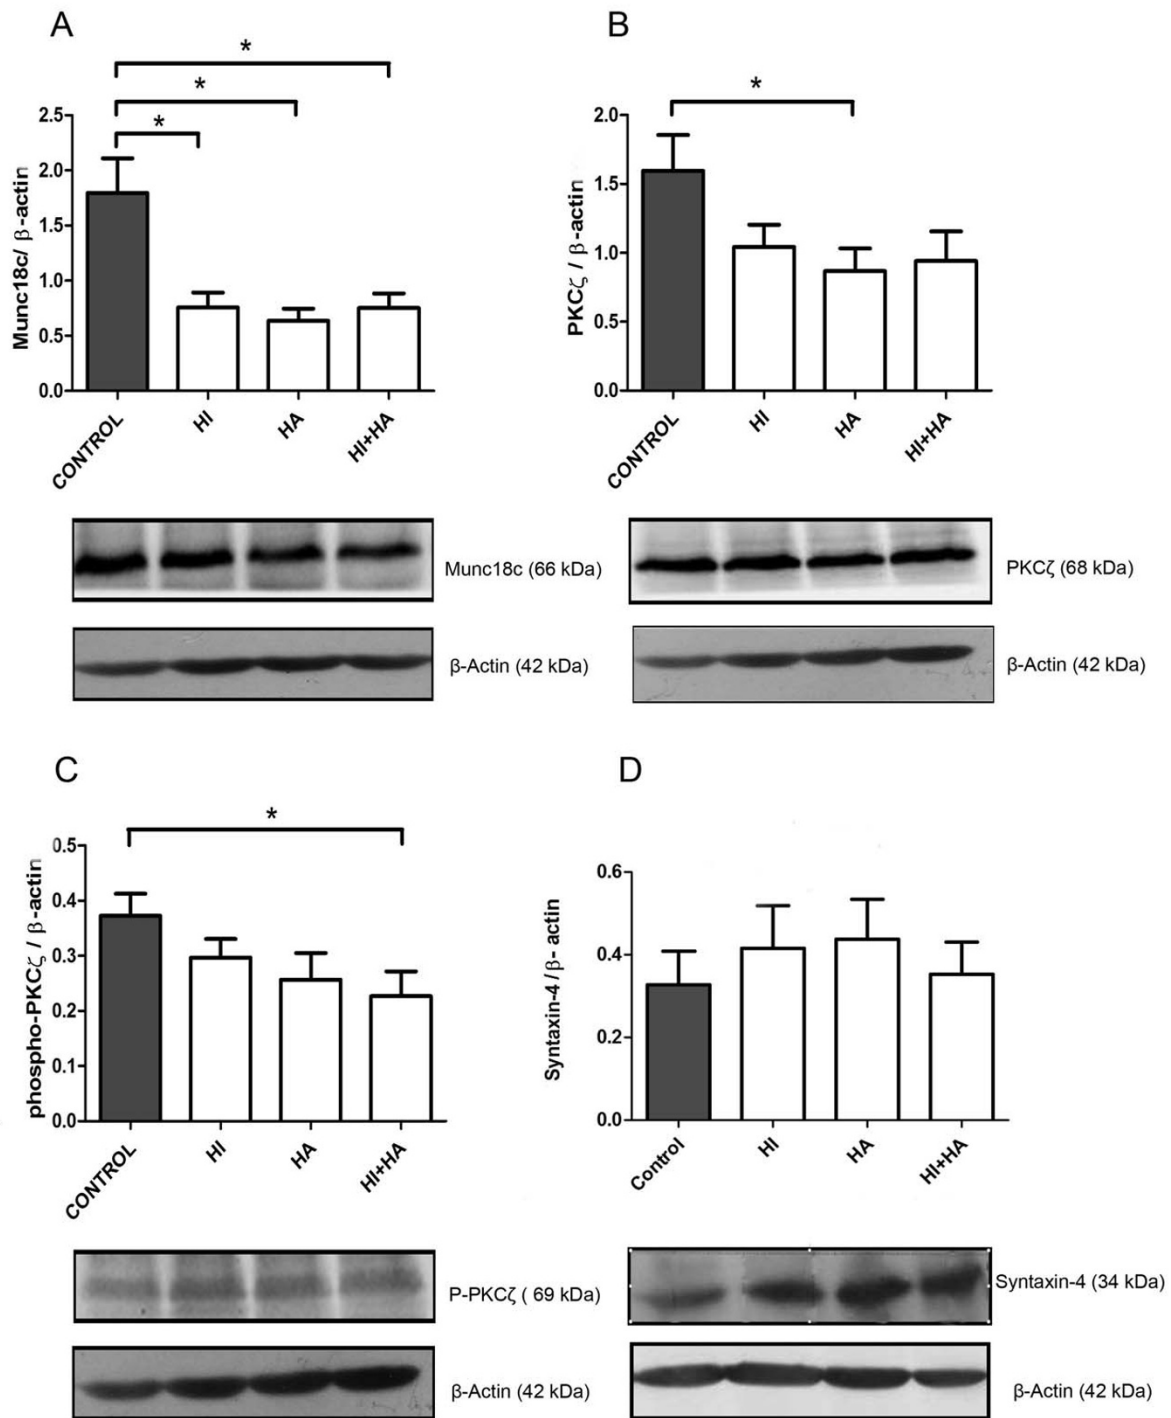 A
*
*
*
2.5
2.0
1.5
1.0
0.5
0.0
Munc18c/ β-actin
CONTROL
HI
HA
HI+HA
Munc18c (66 kDa)
β-Actin (42 kDa)
B
*
2.0
1.5
1.0
0.5
0.0
PKCζ / β-actin
CONTROL
HI
HA
HI+HA
PKCζ (68 kDa)
β-Actin (42 kDa)
C
*
0.5
0.4
0.3
0.2
0.1
0.0
phospho-PKCζ / β-actin
CONTROL
HI
HA
HI+HA
P-PKCζ ( 69 kDa)
β-Actin (42 kDa)
D
0.6
0.4
0.2
0.0
Syntaxin-4 /β- actin
Control
HI
HA
HI+HA
Syntaxin-4 (34 kDa)
β-Actin (42 kDa)